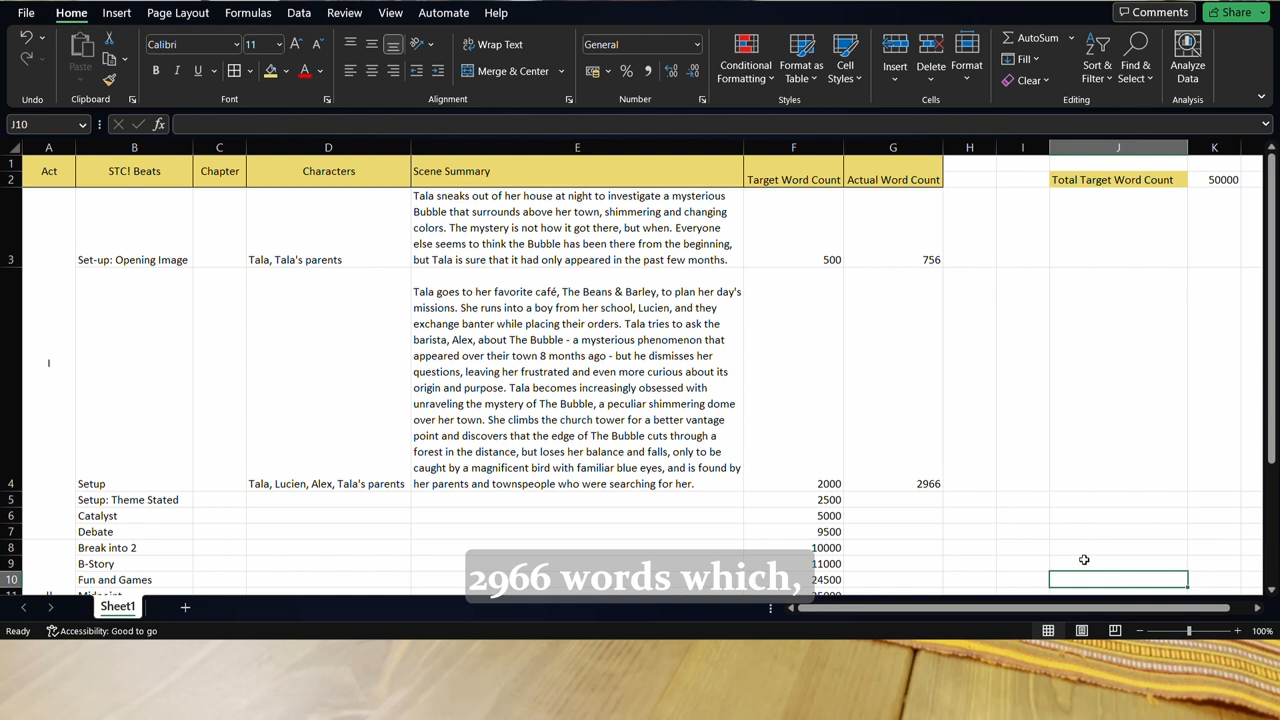 File Home Insert Page Layout Formulas Data Review View Automate Help Comments Share
Paste Calibri 11 B I U A Wrap Text Merge & Center General % Conditional Formatting Format as Table Cell Styles Insert Delete Format AutoSum Fill Clear Sort & Filter Find & Select Analyze Data
Undo Clipboard Font Alignment Number Styles Cells Editing Analysis
J10 fx
A B C D E F G H I J K
1 Act STC! Beats Chapter Characters Scene Summary
2 Target Word Count Actual Word Count Total Target Word Count 50000
Tala sneaks out of her house at night to investigate a mysterious
Bubble that surrounds above her town, shimmering and changing
colors. The mystery is not how it got there, but when. Everyone
else seems to think the Bubble has been there from the beginning,
3 Set-up: Opening Image Tala, Tala's parents but Tala is sure that it had only appeared in the past few months. 500 756
Tala goes to her favorite café, The Beans & Barley, to plan her day's
missions. She runs into a boy from her school, Lucien, and they
exchange banter while placing their orders. Tala tries to ask the
barista, Alex, about The Bubble - a mysterious phenomenon that
appeared over their town 8 months ago - but he dismisses her
I questions, leaving her frustrated and even more curious about its
origin and purpose. Tala becomes increasingly obsessed with
unraveling the mystery of The Bubble, a peculiar shimmering dome
over her town. She climbs the church tower for a better vantage
point and discovers that the edge of The Bubble cuts through a
forest in the distance, but loses her balance and falls, only to be
caught by a magnificent bird with familiar blue eyes, and is found by
4 Setup Tala, Lucien, Alex, Tala's parents her parents and townspeople who were searching for her. 2000 2966
5 Setup: Theme Stated 2500
6 Catalyst 5000
7 Debate 9500
8 Break into 2 10000
9 B-Story 11000
10 Fun and Games 24500
2966 words which,
Sheet1
Ready Accessibility: Good to go 100%